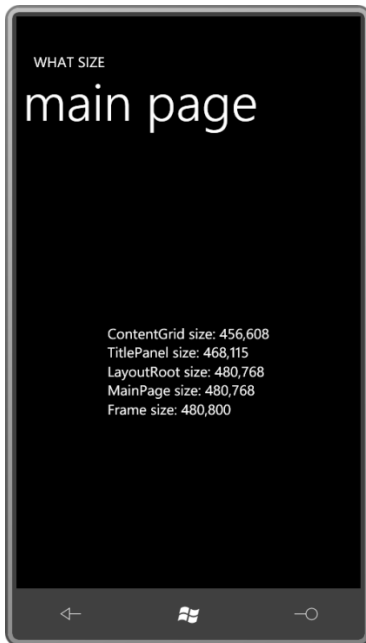 WHAT SIZE
main page
ContentGrid size: 456,608
TitlePanel size: 468,115
LayoutRoot size: 480,768
MainPage size: 480,768
Frame size: 480,800